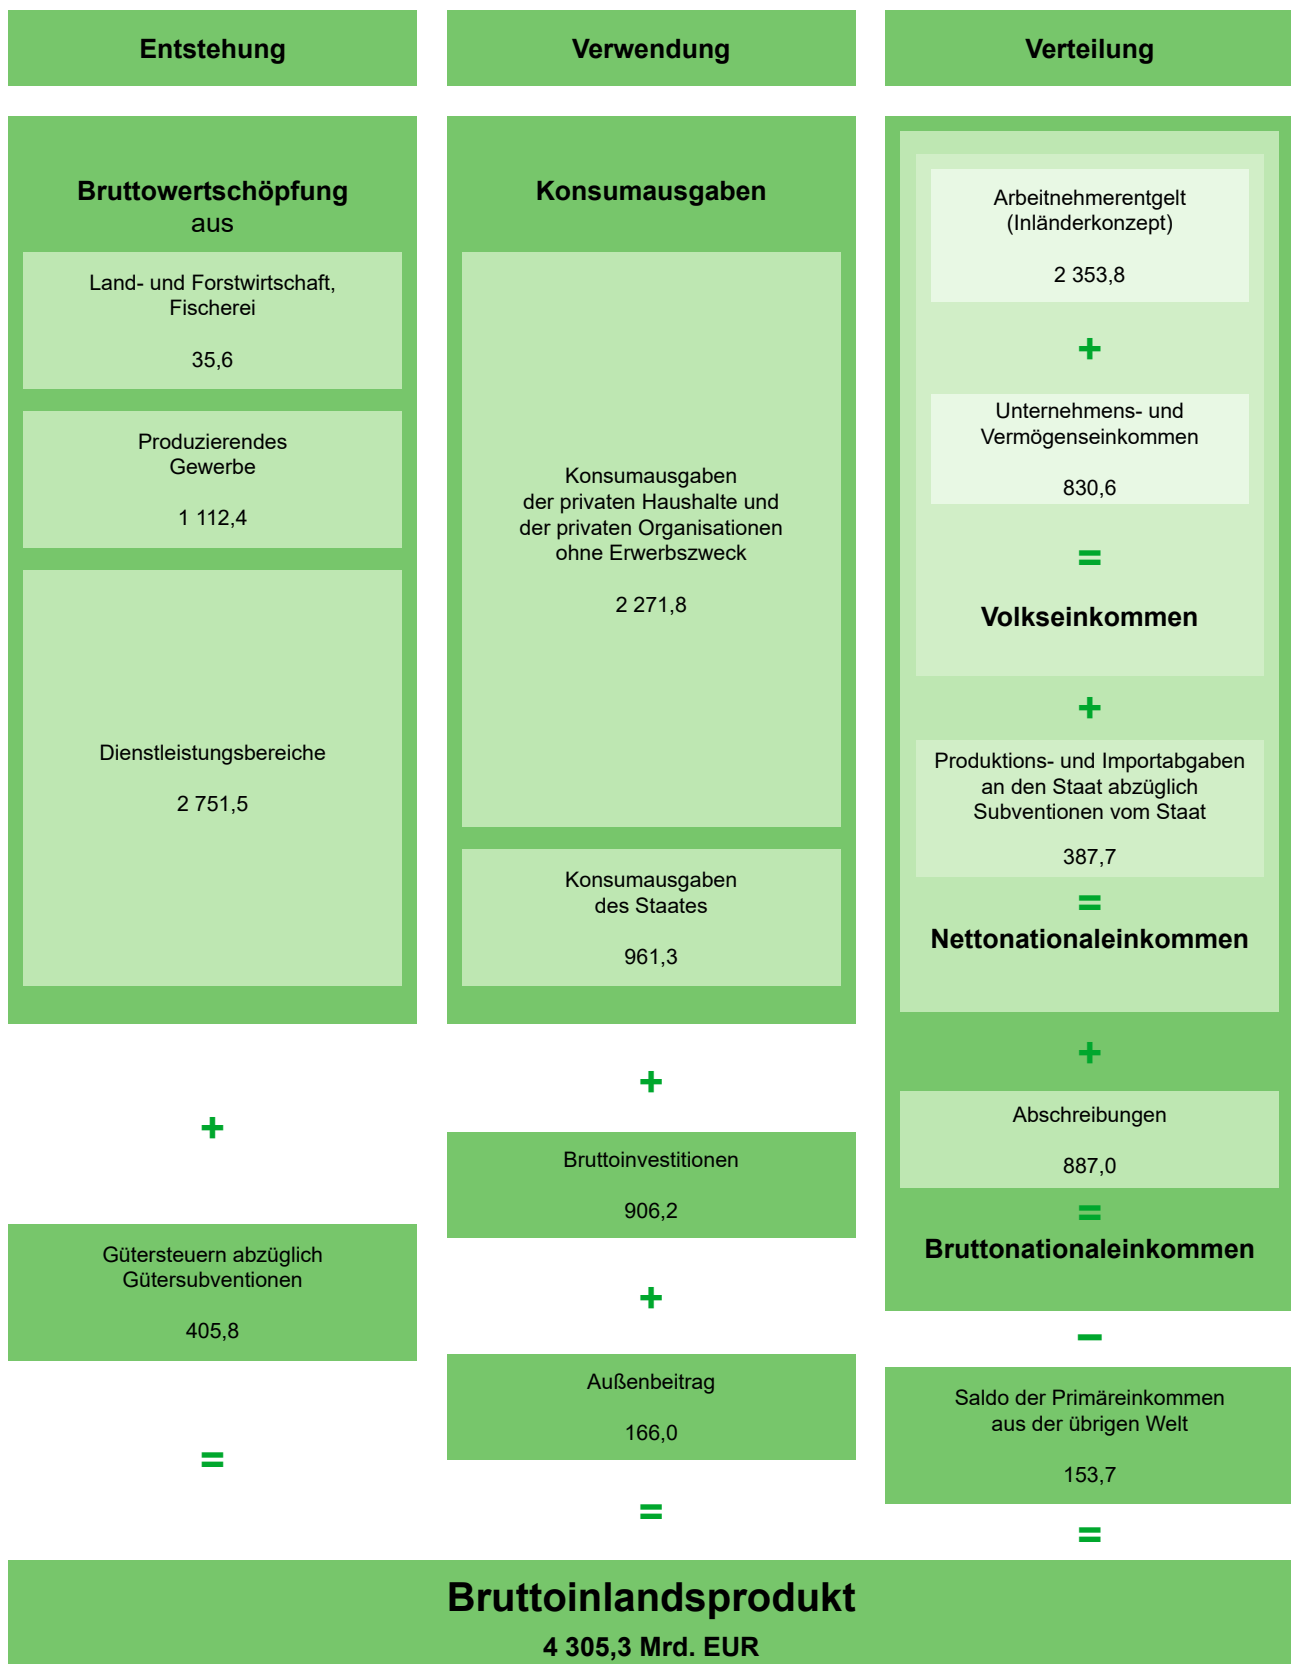 Entstehung
Bruttowertschöpfung
aus
Land- und Forstwirtschaft,
Fischerei
35,6
Produzierendes
Gewerbe
1 112,4
Dienstleistungsbereiche
2 751,5
+
Gütersteuern abzüglich
Gütersubventionen
405,8
=
Verwendung
Konsumausgaben
Konsumausgaben
der privaten Haushalte und
der privaten Organisationen
ohne Erwerbszweck
2 271,8
Konsumausgaben
des Staates
961,3
+
Bruttoinvestitionen
906,2
+
Außenbeitrag
166,0
=
Verteilung
Arbeitnehmerentgelt
(Inländerkonzept)
2 353,8
+
Unternehmens- und
Vermögenseinkommen
830,6
=
Volkseinkommen
+
Produktions- und Importabgaben
an den Staat abzüglich
Subventionen vom Staat
387,7
=
Nettonationaleinkommen
+
Abschreibungen
887,0
=
Bruttonationaleinkommen
−
Saldo der Primäreinkommen
aus der übrigen Welt
153,7
=
Bruttoinlandsprodukt
4 305,3 Mrd. EUR